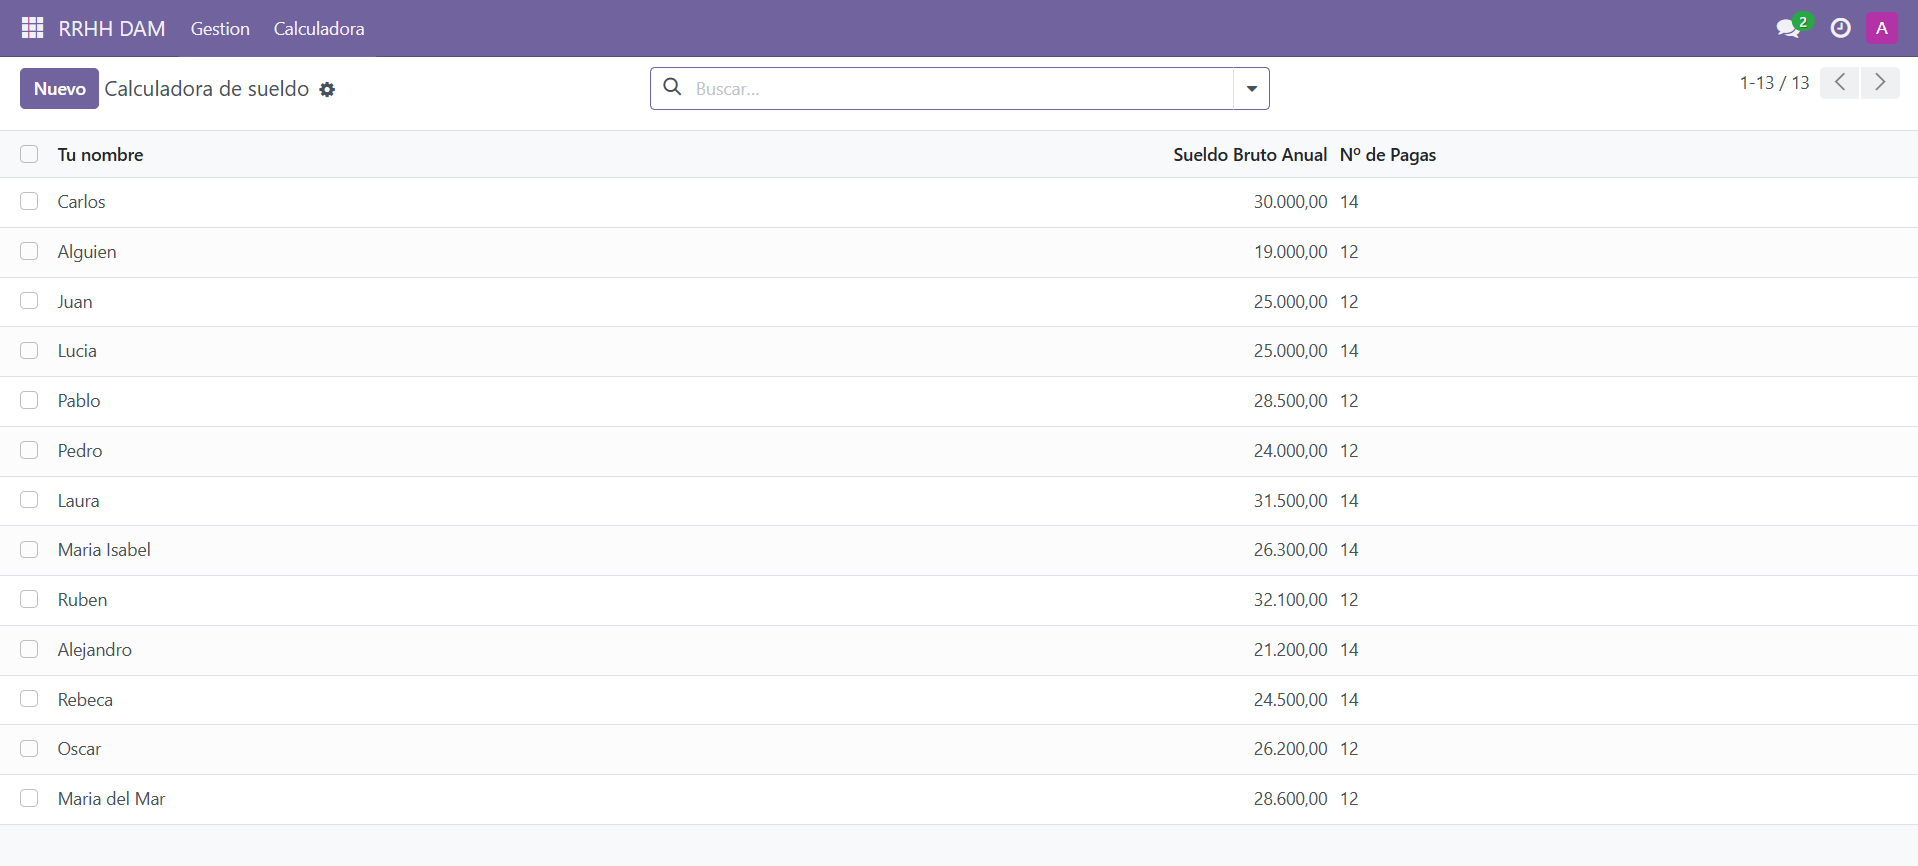 RRHH DAM Gestion Calculadora 2 A
Nuevo Calculadora de sueldo Buscar... 1-13 / 13
Tu nombre Sueldo Bruto Anual Nº de Pagas
Carlos 30.000,00 14
Alguien 19.000,00 12
Juan 25.000,00 12
Lucia 25.000,00 14
Pablo 28.500,00 12
Pedro 24.000,00 12
Laura 31.500,00 14
Maria Isabel 26.300,00 14
Ruben 32.100,00 12
Alejandro 21.200,00 14
Rebeca 24.500,00 14
Oscar 26.200,00 12
Maria del Mar 28.600,00 12